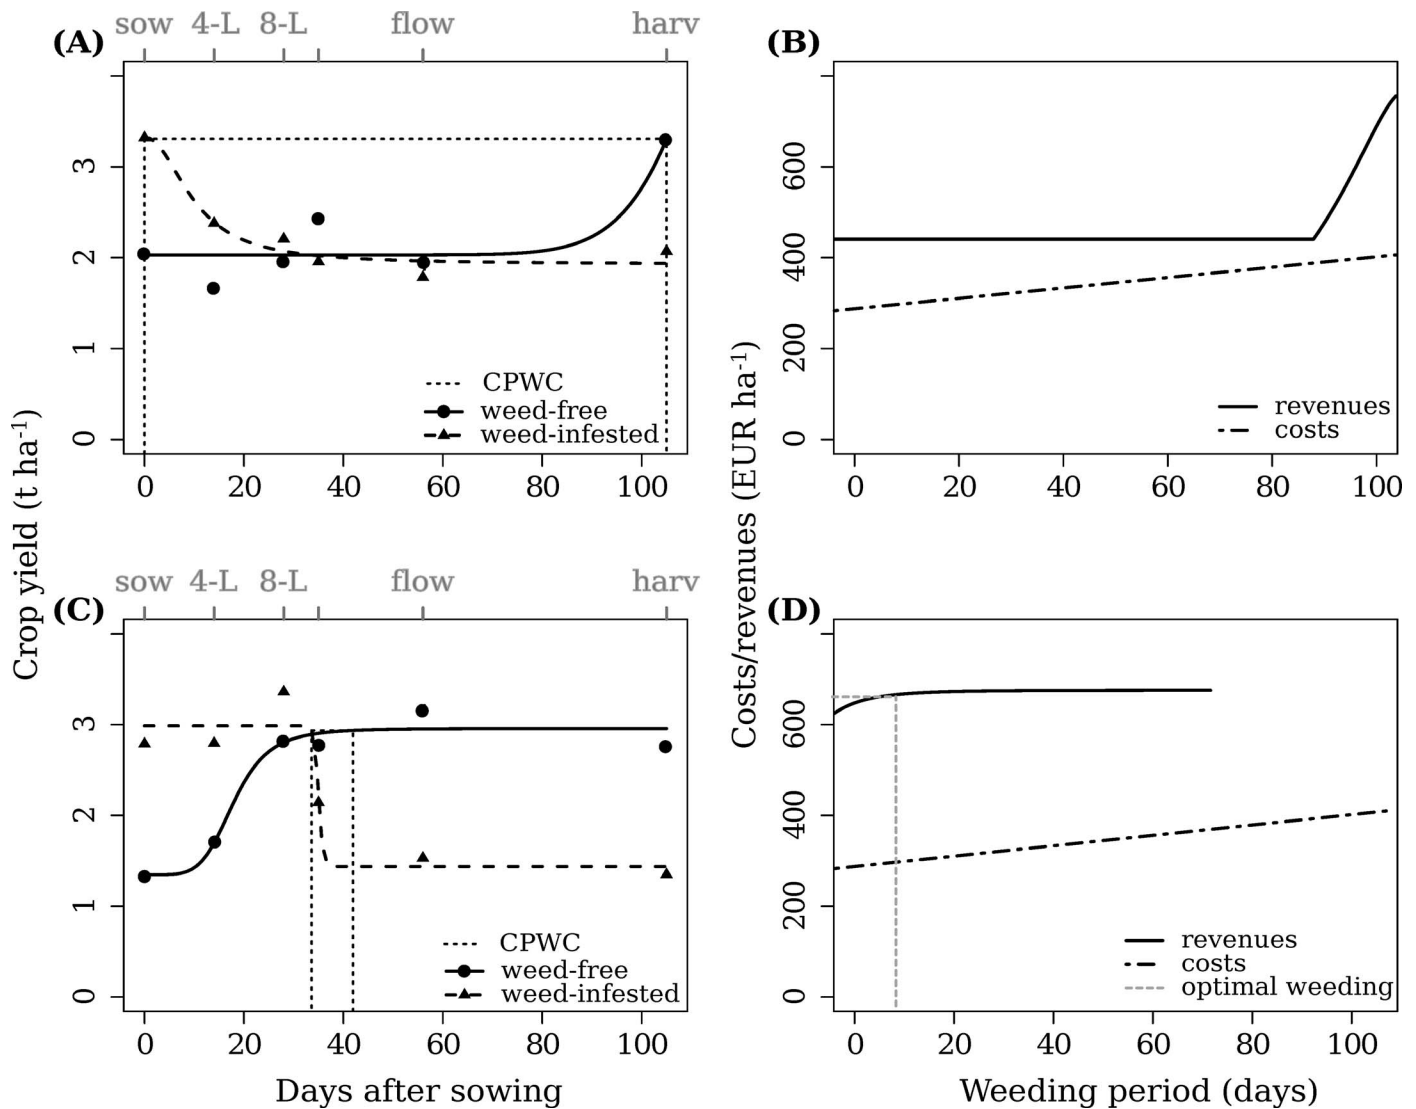 (A)
sow 4-L 8-L flow harv
0 1 2 3
0 20 40 60 80 100
CPWC
weed-free
weed-infested
(B)
0 200 400 600
0 20 40 60 80 100
revenues
costs
Crop yield (t ha-1)
Costs/revenues (EUR ha-1)
(C)
sow 4-L 8-L flow harv
0 1 2 3
0 20 40 60 80 100
CPWC
weed-free
weed-infested
Days after sowing
(D)
0 200 400 600
0 20 40 60 80 100
revenues
costs
optimal weeding
Weeding period (days)